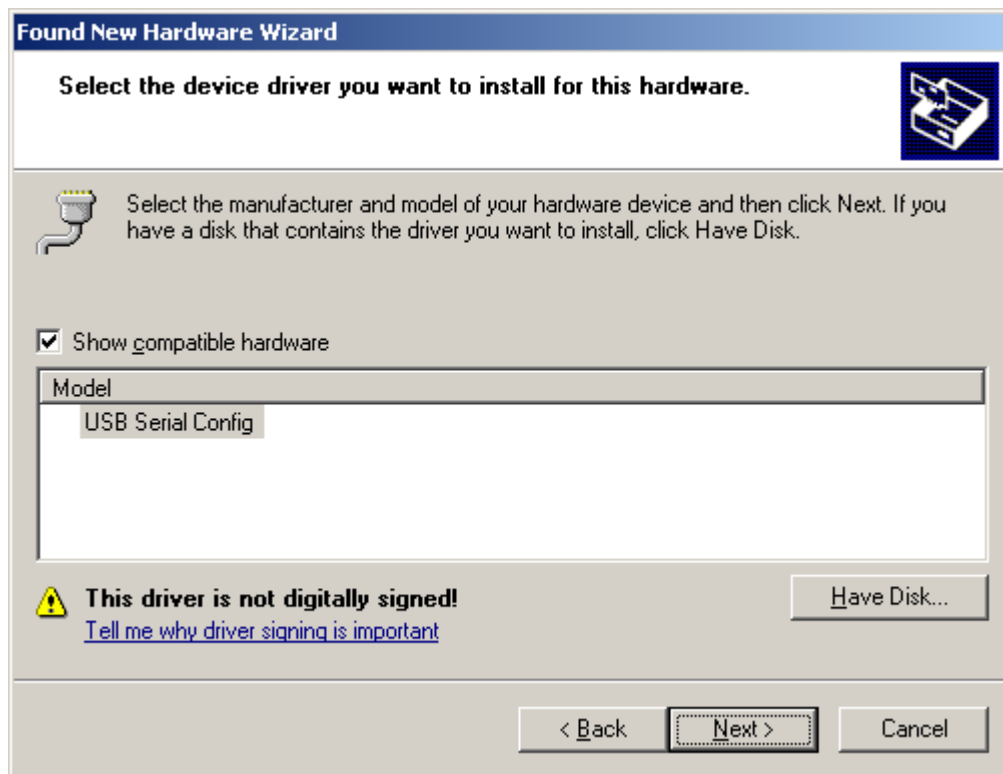 Found New Hardware Wizard
Select the device driver you want to install for this hardware.
Select the manufacturer and model of your hardware device and then click Next. If you
have a disk that contains the driver you want to install, click Have Disk.
Show compatible hardware
Model
USB Serial Config
This driver is not digitally signed!
Have Disk...
Tell me why driver signing is important
< Back
Next >
Cancel